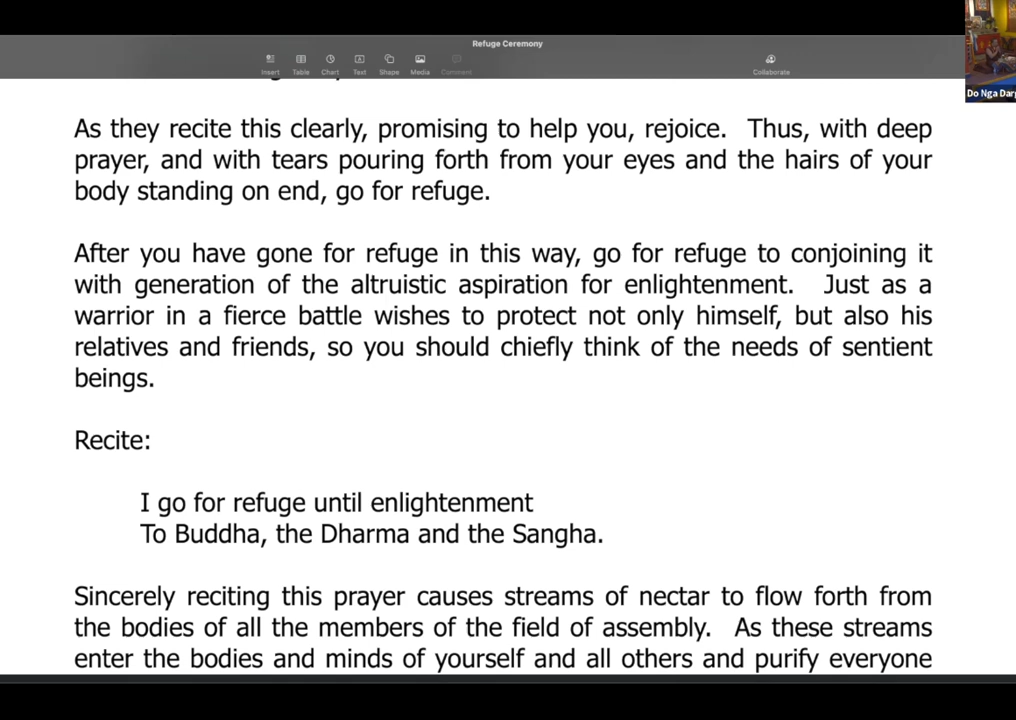 Refuge Ceremony
Insert Table Chart Text Shape Media Comment Collaborate
Do Nga Darg
As they recite this clearly, promising to help you, rejoice. Thus, with deep
prayer, and with tears pouring forth from your eyes and the hairs of your
body standing on end, go for refuge.
After you have gone for refuge in this way, go for refuge to conjoining it
with generation of the altruistic aspiration for enlightenment. Just as a
warrior in a fierce battle wishes to protect not only himself, but also his
relatives and friends, so you should chiefly think of the needs of sentient
beings.
Recite:
I go for refuge until enlightenment
To Buddha, the Dharma and the Sangha.
Sincerely reciting this prayer causes streams of nectar to flow forth from
the bodies of all the members of the field of assembly. As these streams
enter the bodies and minds of yourself and all others and purify everyone